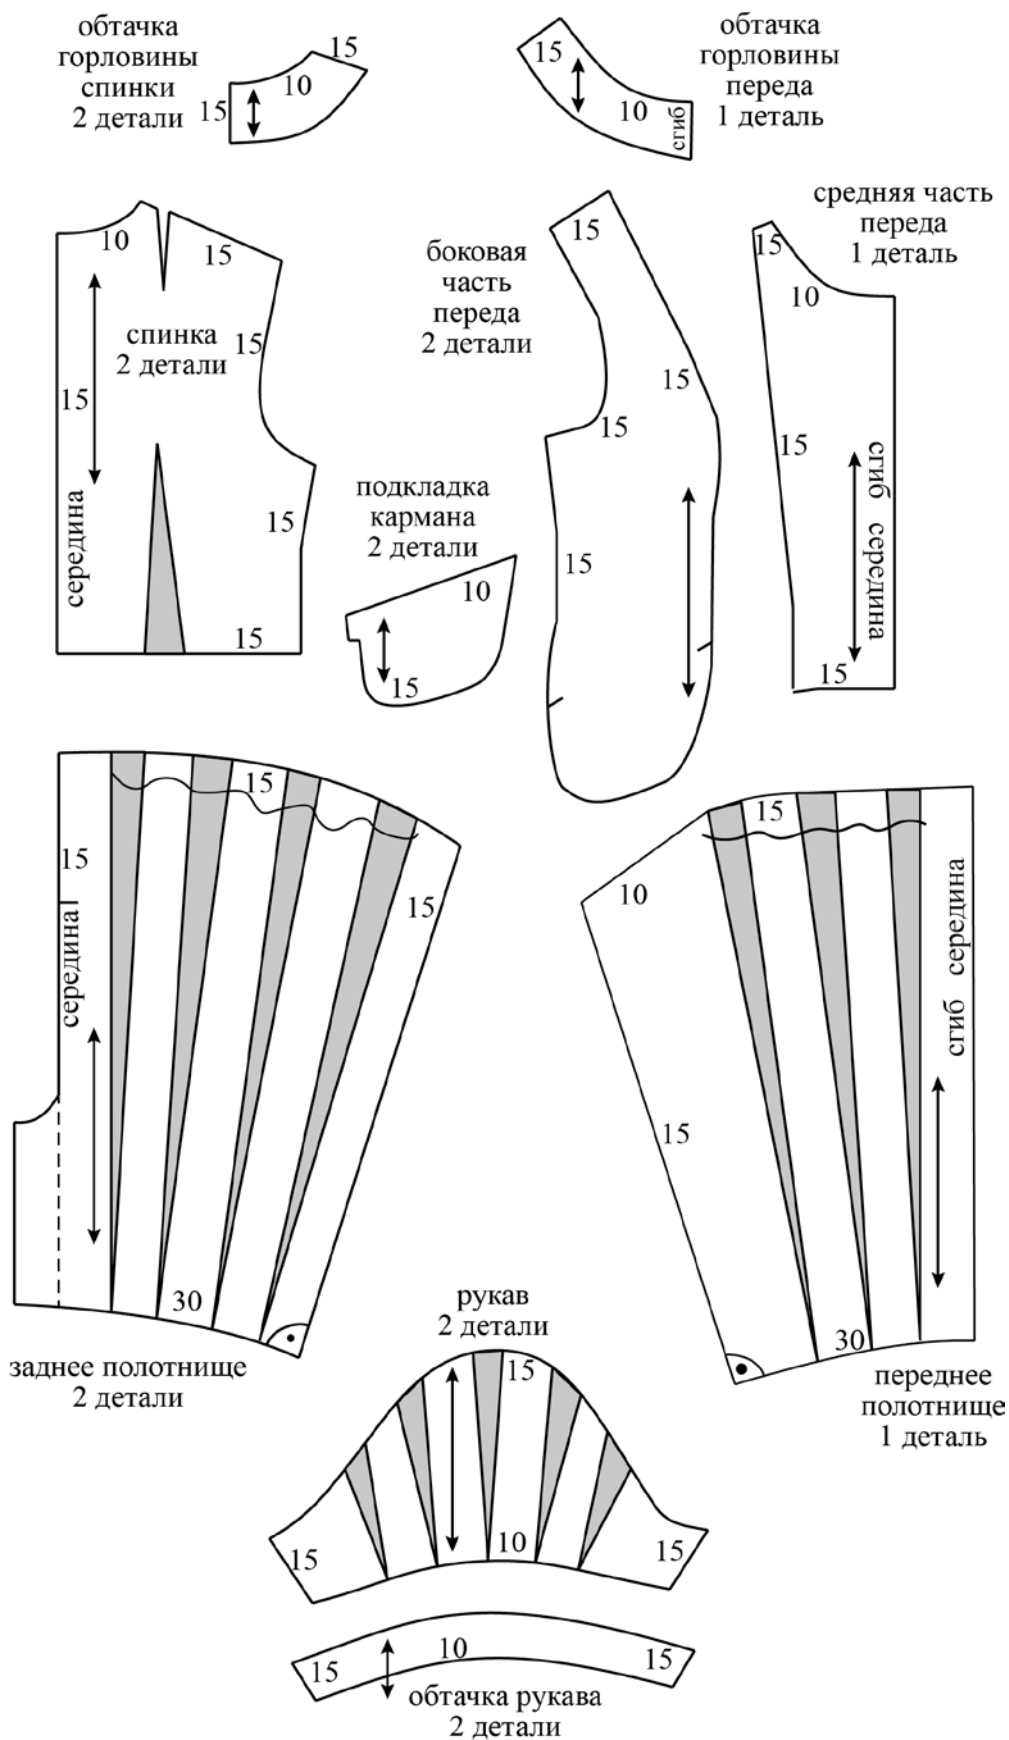 обтачка
горловины
спинки
2 детали
15
10
15
обтачка
горловины
переда
1 деталь
15
10
сгиб
10
15
спинка
2 детали
15
15
середина
15
15
боковая
часть
переда
2 детали
15
15
15
15
средняя часть
переда
1 деталь
15
10
15
сгиб середина
15
подкладка
кармана
2 детали
10
15
15
15
середина
15
30
заднее полотнище
2 детали
15
10
сгиб середина
15
30
переднее
полотнище
1 деталь
рукав
2 детали
15
15
10
15
15
10
15
обтачка рукава
2 детали